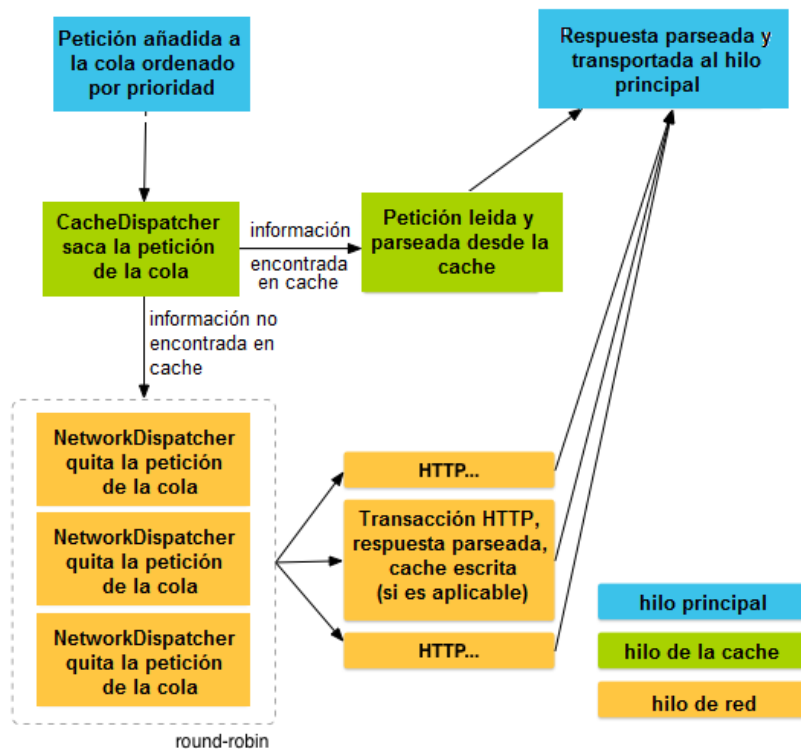 Petición añadida a
la cola ordenado
por prioridad
Respuesta parseada y
transportada al hilo
principal
CacheDispatcher
saca la petición
de la cola
información
encontrada
en cache
Petición leida y
parseada desde la
cache
información no
encontrada en
cache
NetworkDispatcher
quita la petición
de la cola
NetworkDispatcher
quita la petición
de la cola
NetworkDispatcher
quita la petición
de la cola
round-robin
HTTP...
Transacción HTTP,
respuesta parseada,
cache escrita
(si es aplicable)
HTTP...
hilo principal
hilo de la cache
hilo de red